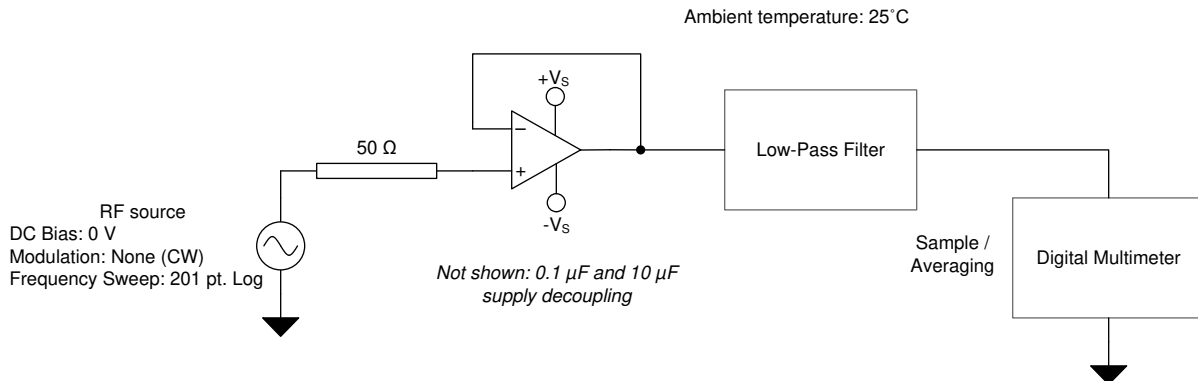 Ambient temperature: 25˚C
+VS
50 Ω
−
+
Low-Pass Filter
RF source
DC Bias: 0 V
Modulation: None (CW)
Frequency Sweep: 201 pt. Log
-VS
Not shown: 0.1 µF and 10 µF
supply decoupling
Sample /
Averaging
Digital Multimeter